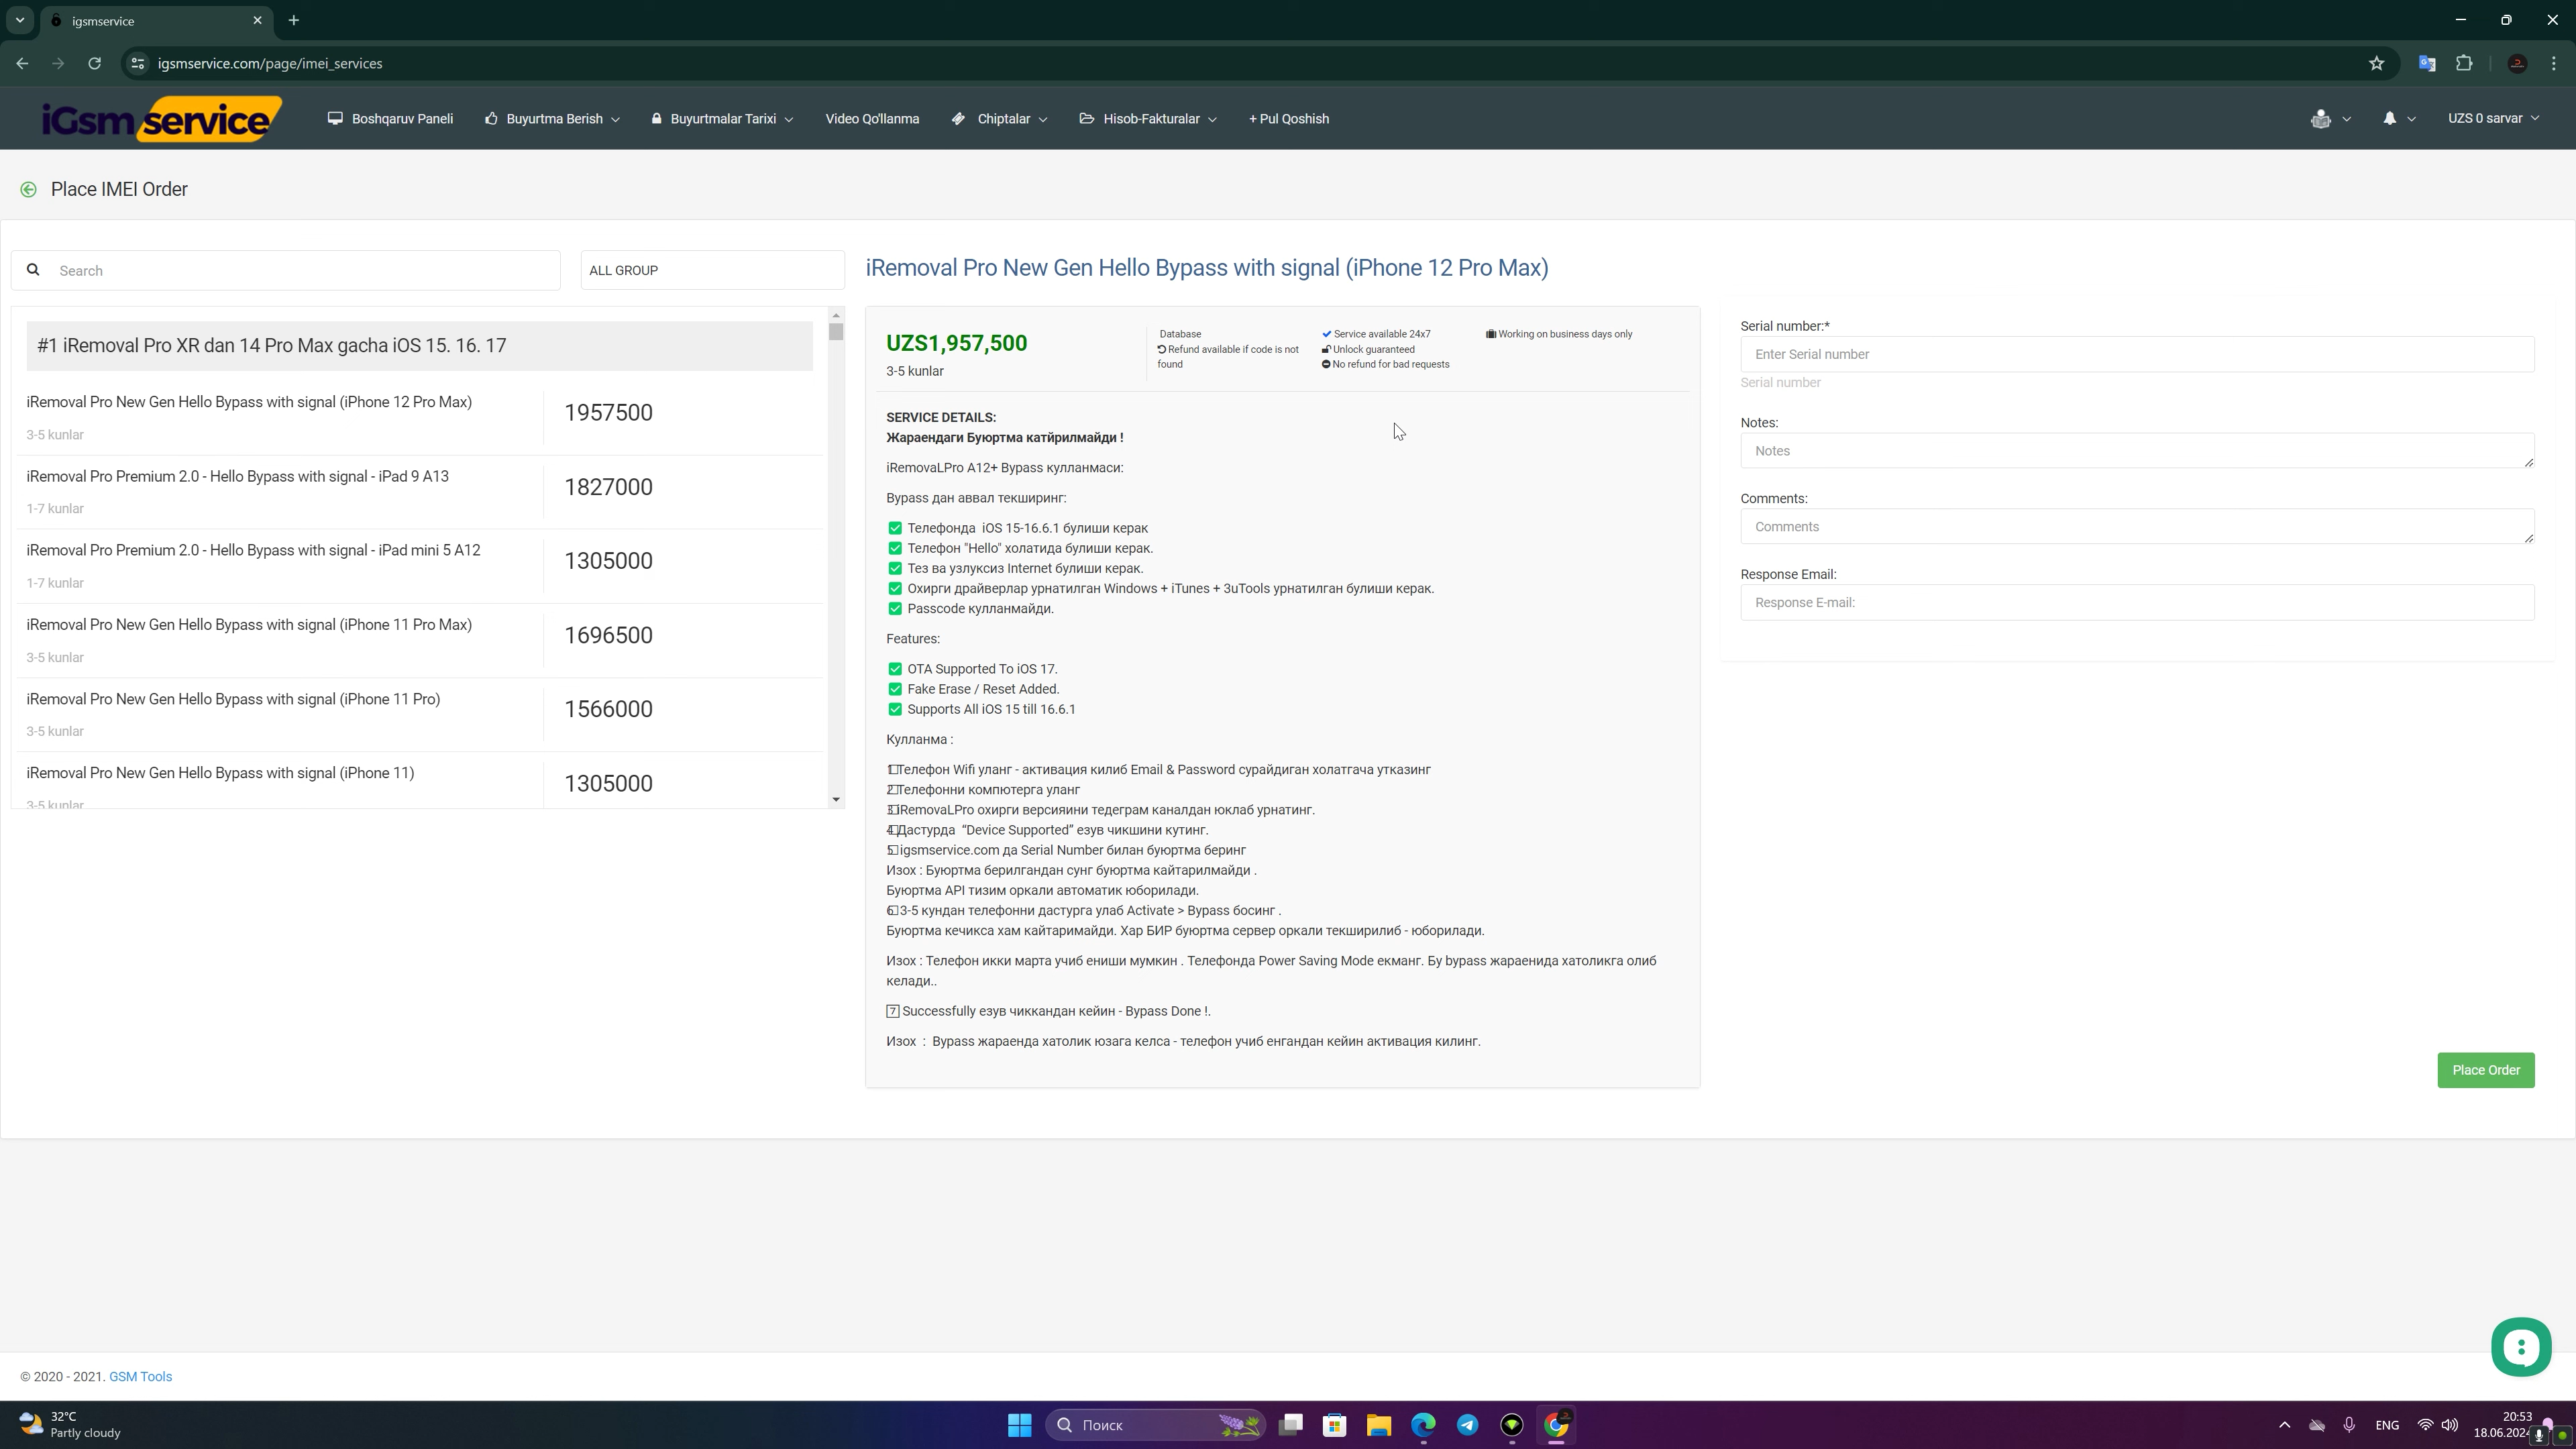 igsmservice
igsmservice.com/page/imei_services
iGsm service
Boshqaruv Paneli
Buyurtma Berish
Buyurtmalar Tarixi
Video Qo'llanma
Chiptalar
Hisob-Fakturalar
+ Pul Qoshish
UZS 0 sarvar
Place IMEI Order
Search
ALL GROUP
#1 iRemoval Pro XR dan 14 Pro Max gacha iOS 15. 16. 17
iRemoval Pro New Gen Hello Bypass with signal (iPhone 12 Pro Max)
1957500
3-5 kunlar
iRemoval Pro Premium 2.0 - Hello Bypass with signal - iPad 9 A13
1827000
1-7 kunlar
iRemoval Pro Premium 2.0 - Hello Bypass with signal - iPad mini 5 A12
1305000
1-7 kunlar
iRemoval Pro New Gen Hello Bypass with signal (iPhone 11 Pro Max)
1696500
3-5 kunlar
iRemoval Pro New Gen Hello Bypass with signal (iPhone 11 Pro)
1566000
3-5 kunlar
iRemoval Pro New Gen Hello Bypass with signal (iPhone 11)
1305000
3-5 kunlar
iRemoval Pro New Gen Hello Bypass with signal (iPhone 12 Pro Max)
UZS1,957,500
3-5 kunlar
Database
Refund available if code is not
found
Service available 24x7
Unlock guaranteed
No refund for bad requests
Working on business days only
SERVICE DETAILS:
Жараендаги Буюртма катйрилмайди !
iRemovaLPro A12+ Bypass кулланмаси:
Bypass дан аввал текширинг:
✅ Телефонда iOS 15-16.6.1 булиши керак
✅ Телефон "Hello" холатида булиши керак.
✅ Тез ва узлуксиз Internet булиши керак.
✅ Охирги драйверлар урнатилган Windows + iTunes + 3uTools урнатилган булиши керак.
✅ Passcode кулланмайди.
Features:
✅ OTA Supported To iOS 17.
✅ Fake Erase / Reset Added.
✅ Supports All iOS 15 till 16.6.1
Кулланма :
1 Телефон Wifi уланг - активация килиб Email & Password сурайдиган холатгача утказинг
2 Телефонни компютерга уланг
3 iRemovaLPro охирги версияини тедеграм каналдан юклаб урнатинг.
4 Дастурда “Device Supported” езув чикшини кутинг.
5 igsmservice.com да Serial Number билан буюртма беринг
Изох : Буюртма берилгандан сунг буюртма кайтарилмайди .
Буюртма API тизим оркали автоматик юборилади.
6 3-5 кундан телефонни дастурга улаб Activate > Bypass босинг .
Буюртма кечикса хам кайтаримайди. Хар БИР буюртма сервер оркали текширилиб - юборилади.
Изох : Телефон икки марта учиб ениши мумкин . Телефонда Power Saving Mode екманг. Бу bypass жараенида хатоликга олиб
келади..
7 Successfully езув чиккандан кейин - Bypass Done !.
Изох : Bypass жараенда хатолик юзага келса - телефон учиб енгандан кейин активация килинг.
Serial number:*
Enter Serial number
Serial number
Notes:
Notes
Comments:
Comments
Response Email:
Response E-mail:
Place Order
© 2020 - 2021. GSM Tools
32°C
Partly cloudy
Поиск
ENG
20:53
18.06.2024